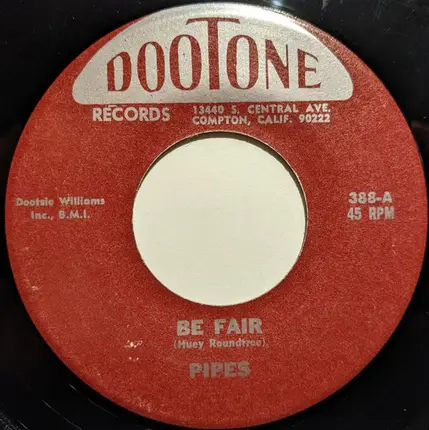 DOOTONE
RECORDS
13440 S. CENTRAL AVE.
COMPTON, CALIF. 90222
Dootsie Williams
Inc., B.M.I.
388-A
45 RPM
BE FAIR
(Huey Roundtree)
PIPES